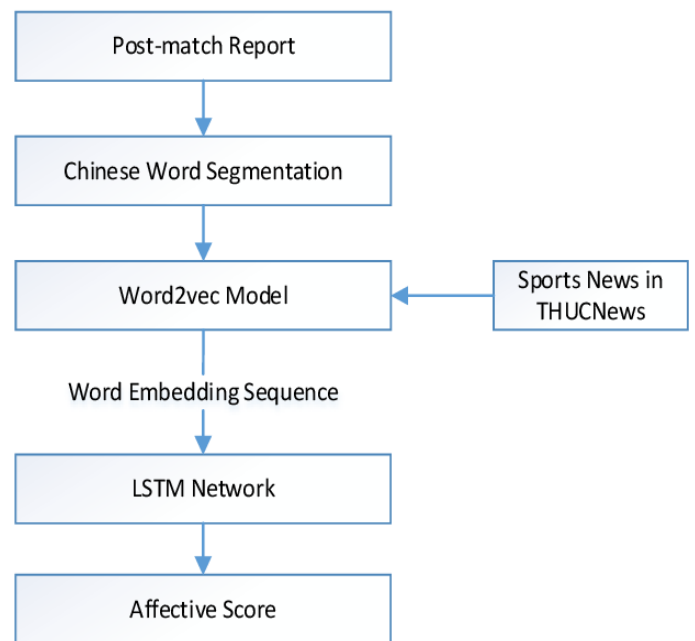 Post-match Report
Chinese Word Segmentation
Word2vec Model
Sports News in
THUCNews
Word Embedding Sequence
LSTM Network
Affective Score